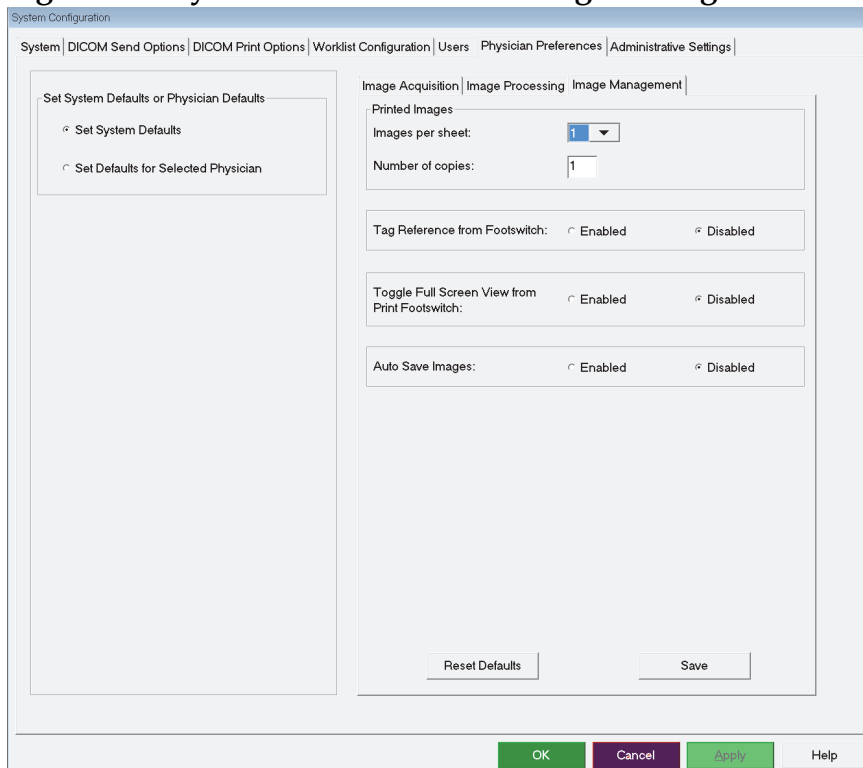 System Configuration
System DICOM Send Options DICOM Print Options Worklist Configuration Users Physician Preferences Administrative Settings
Set System Defaults or Physician Defaults
Set System Defaults
Set Defaults for Selected Physician
Image Acquisition Image Processing Image Management
Printed Images
Images per sheet: 1
Number of copies: 1
Tag Reference from Footswitch: Enabled Disabled
Toggle Full Screen View from
Print Footswitch: Enabled Disabled
Auto Save Images: Enabled Disabled
Reset Defaults Save
OK Cancel Apply Help